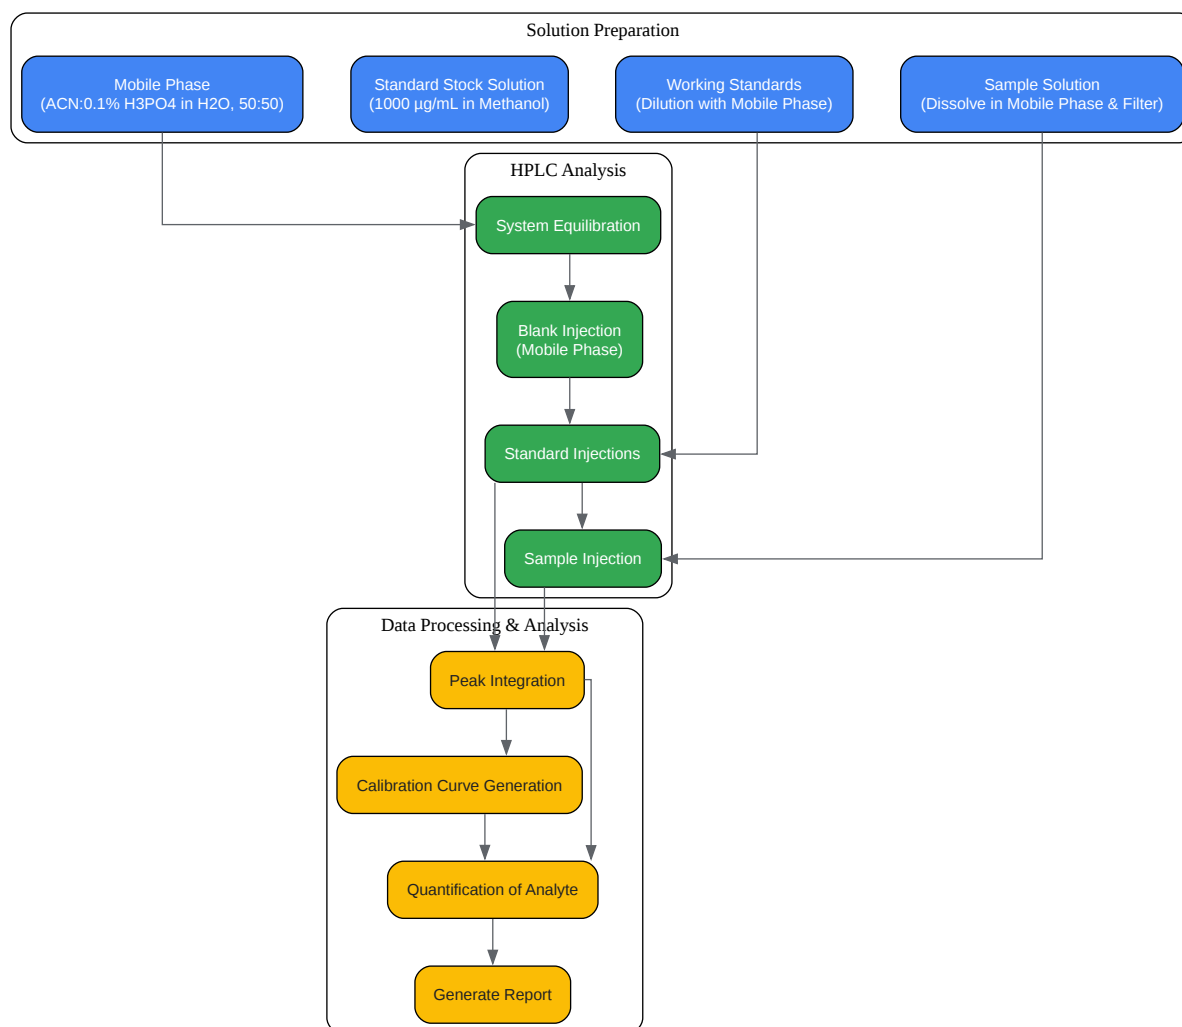 Solution Preparation
Mobile Phase
(ACN:0.1% H3PO4 in H2O, 50:50)
Standard Stock Solution
(1000 µg/mL in Methanol)
Working Standards
(Dilution with Mobile Phase)
Sample Solution
(Dissolve in Mobile Phase & Filter)
HPLC Analysis
System Equilibration
Blank Injection
(Mobile Phase)
Standard Injections
Sample Injection
Data Processing & Analysis
Peak Integration
Calibration Curve Generation
Quantification of Analyte
Generate Report